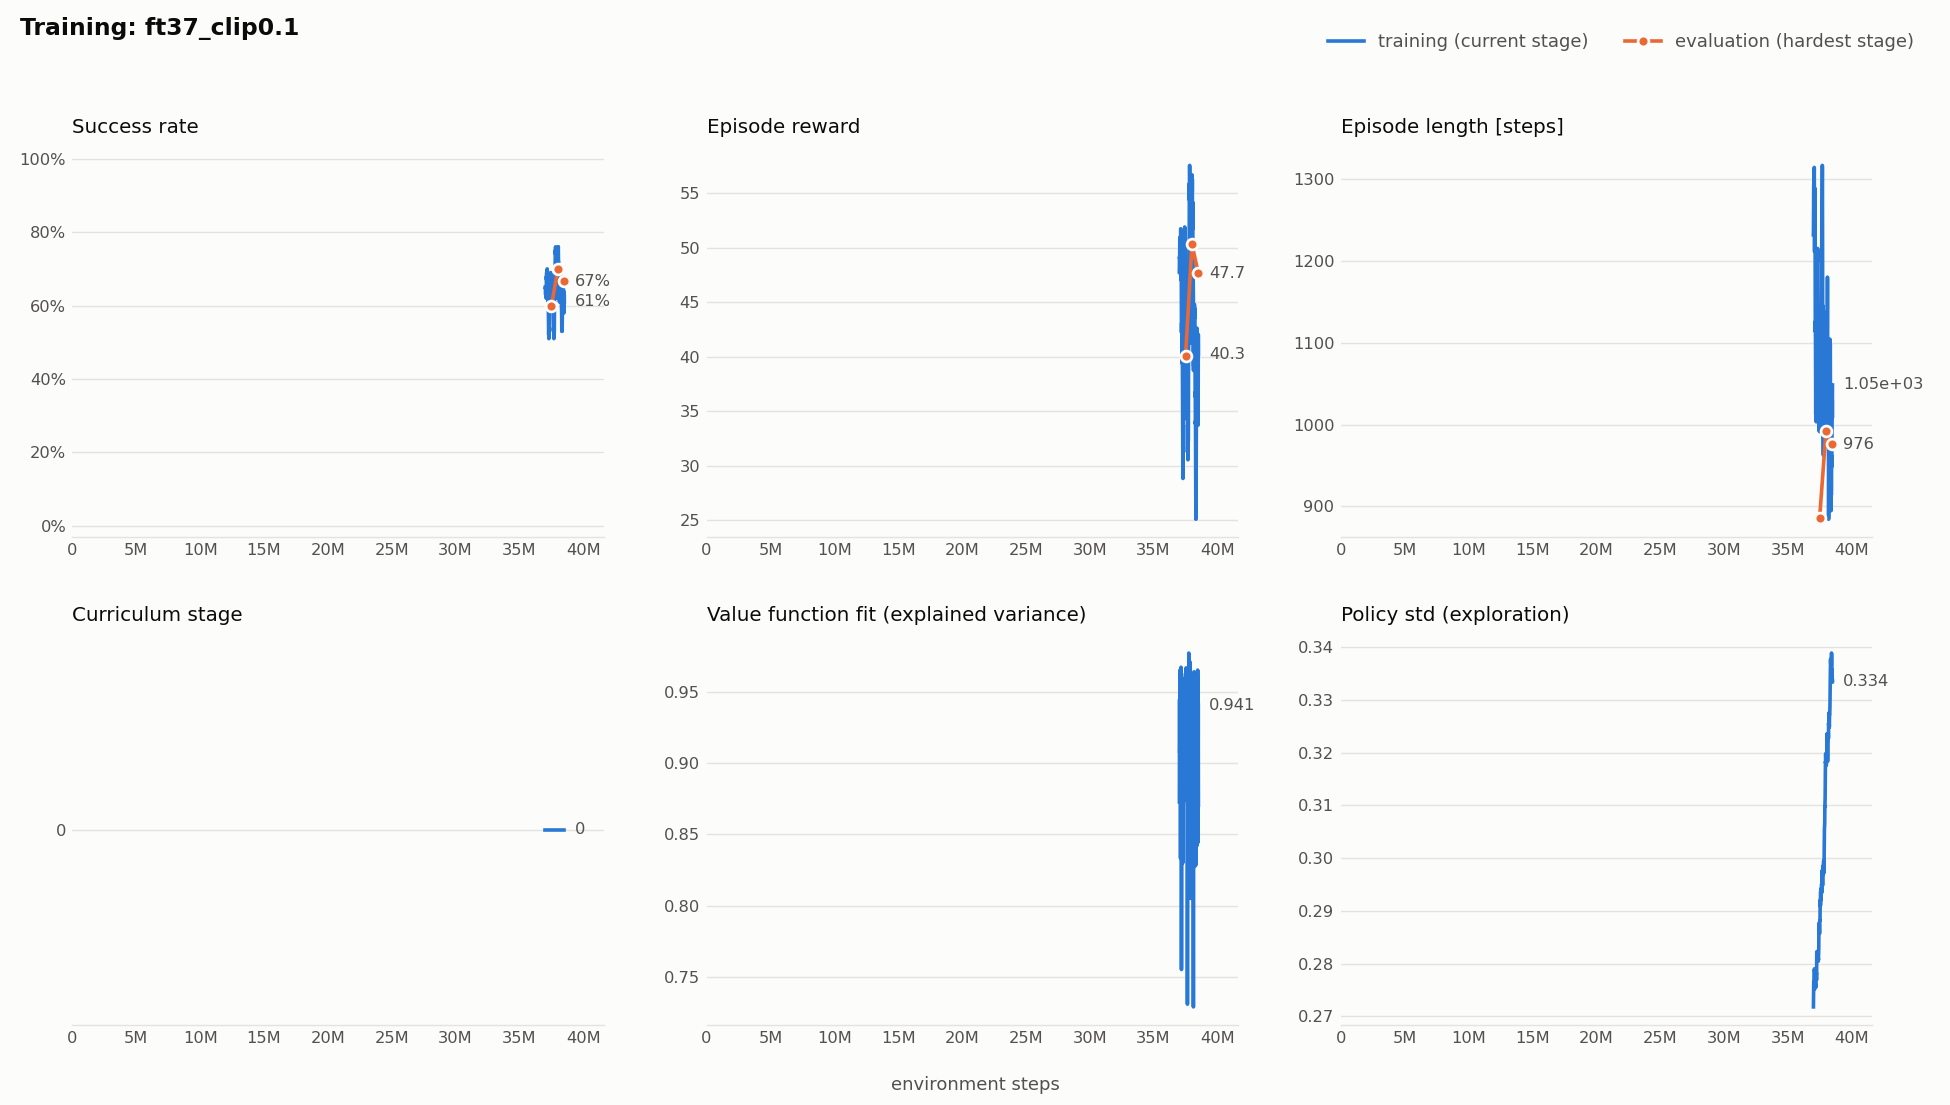 Training: ft37_clip0.1
training (current stage)
evaluation (hardest stage)
Success rate
100%
80%
60%
40%
20%
0%
67%
61%
0 5M 10M 15M 20M 25M 30M 35M 40M
Episode reward
55
50
45
40
35
30
25
47.7
40.3
0 5M 10M 15M 20M 25M 30M 35M 40M
Episode length [steps]
1300
1200
1100
1000
900
1.05e+03
976
0 5M 10M 15M 20M 25M 30M 35M 40M
Curriculum stage
0
0
0 5M 10M 15M 20M 25M 30M 35M 40M
Value function fit (explained variance)
0.95
0.90
0.85
0.80
0.75
0.941
0 5M 10M 15M 20M 25M 30M 35M 40M
Policy std (exploration)
0.34
0.33
0.32
0.31
0.30
0.29
0.28
0.27
0.334
0 5M 10M 15M 20M 25M 30M 35M 40M
environment steps